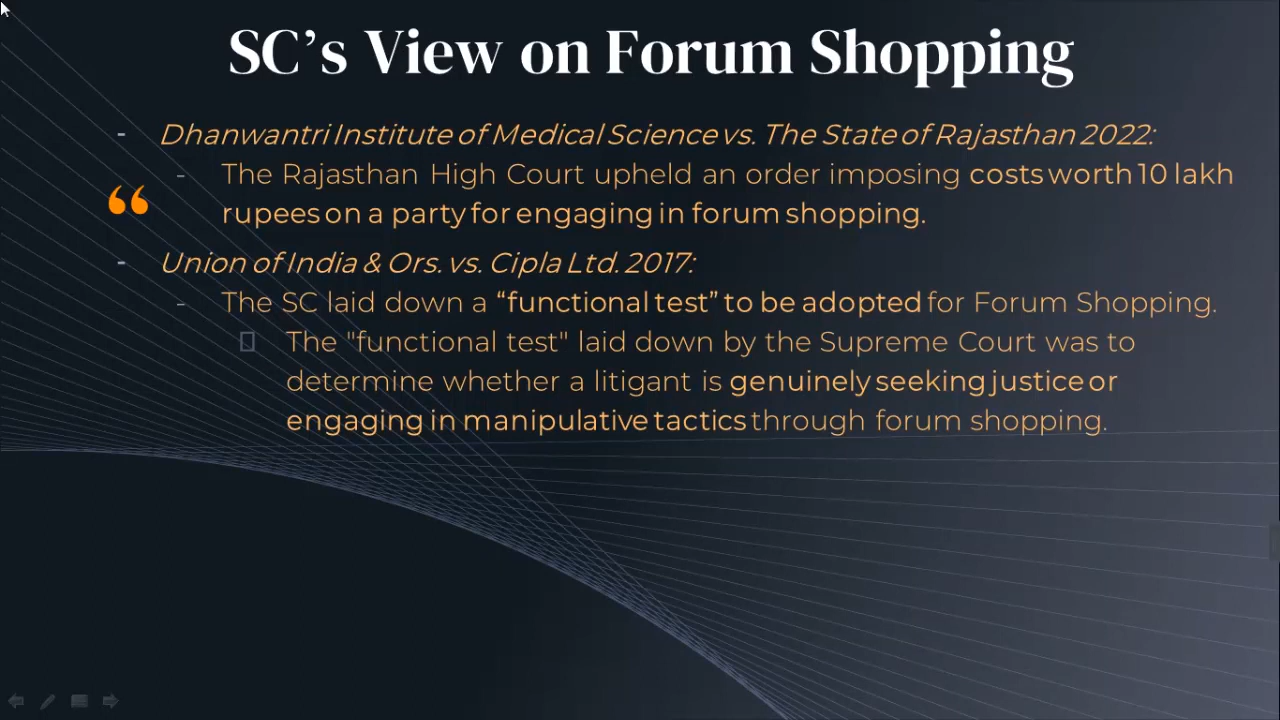 SC’s View on Forum Shopping
- Dhanwantri Institute of Medical Science vs. The State of Rajasthan 2022:
- The Rajasthan High Court upheld an order imposing costs worth 10 lakh
rupees on a party for engaging in forum shopping.
“
- Union of India & Ors. vs. Cipla Ltd. 2017:
- The SC laid down a “functional test” to be adopted for Forum Shopping.
The "functional test" laid down by the Supreme Court was to
determine whether a litigant is genuinely seeking justice or
engaging in manipulative tactics through forum shopping.